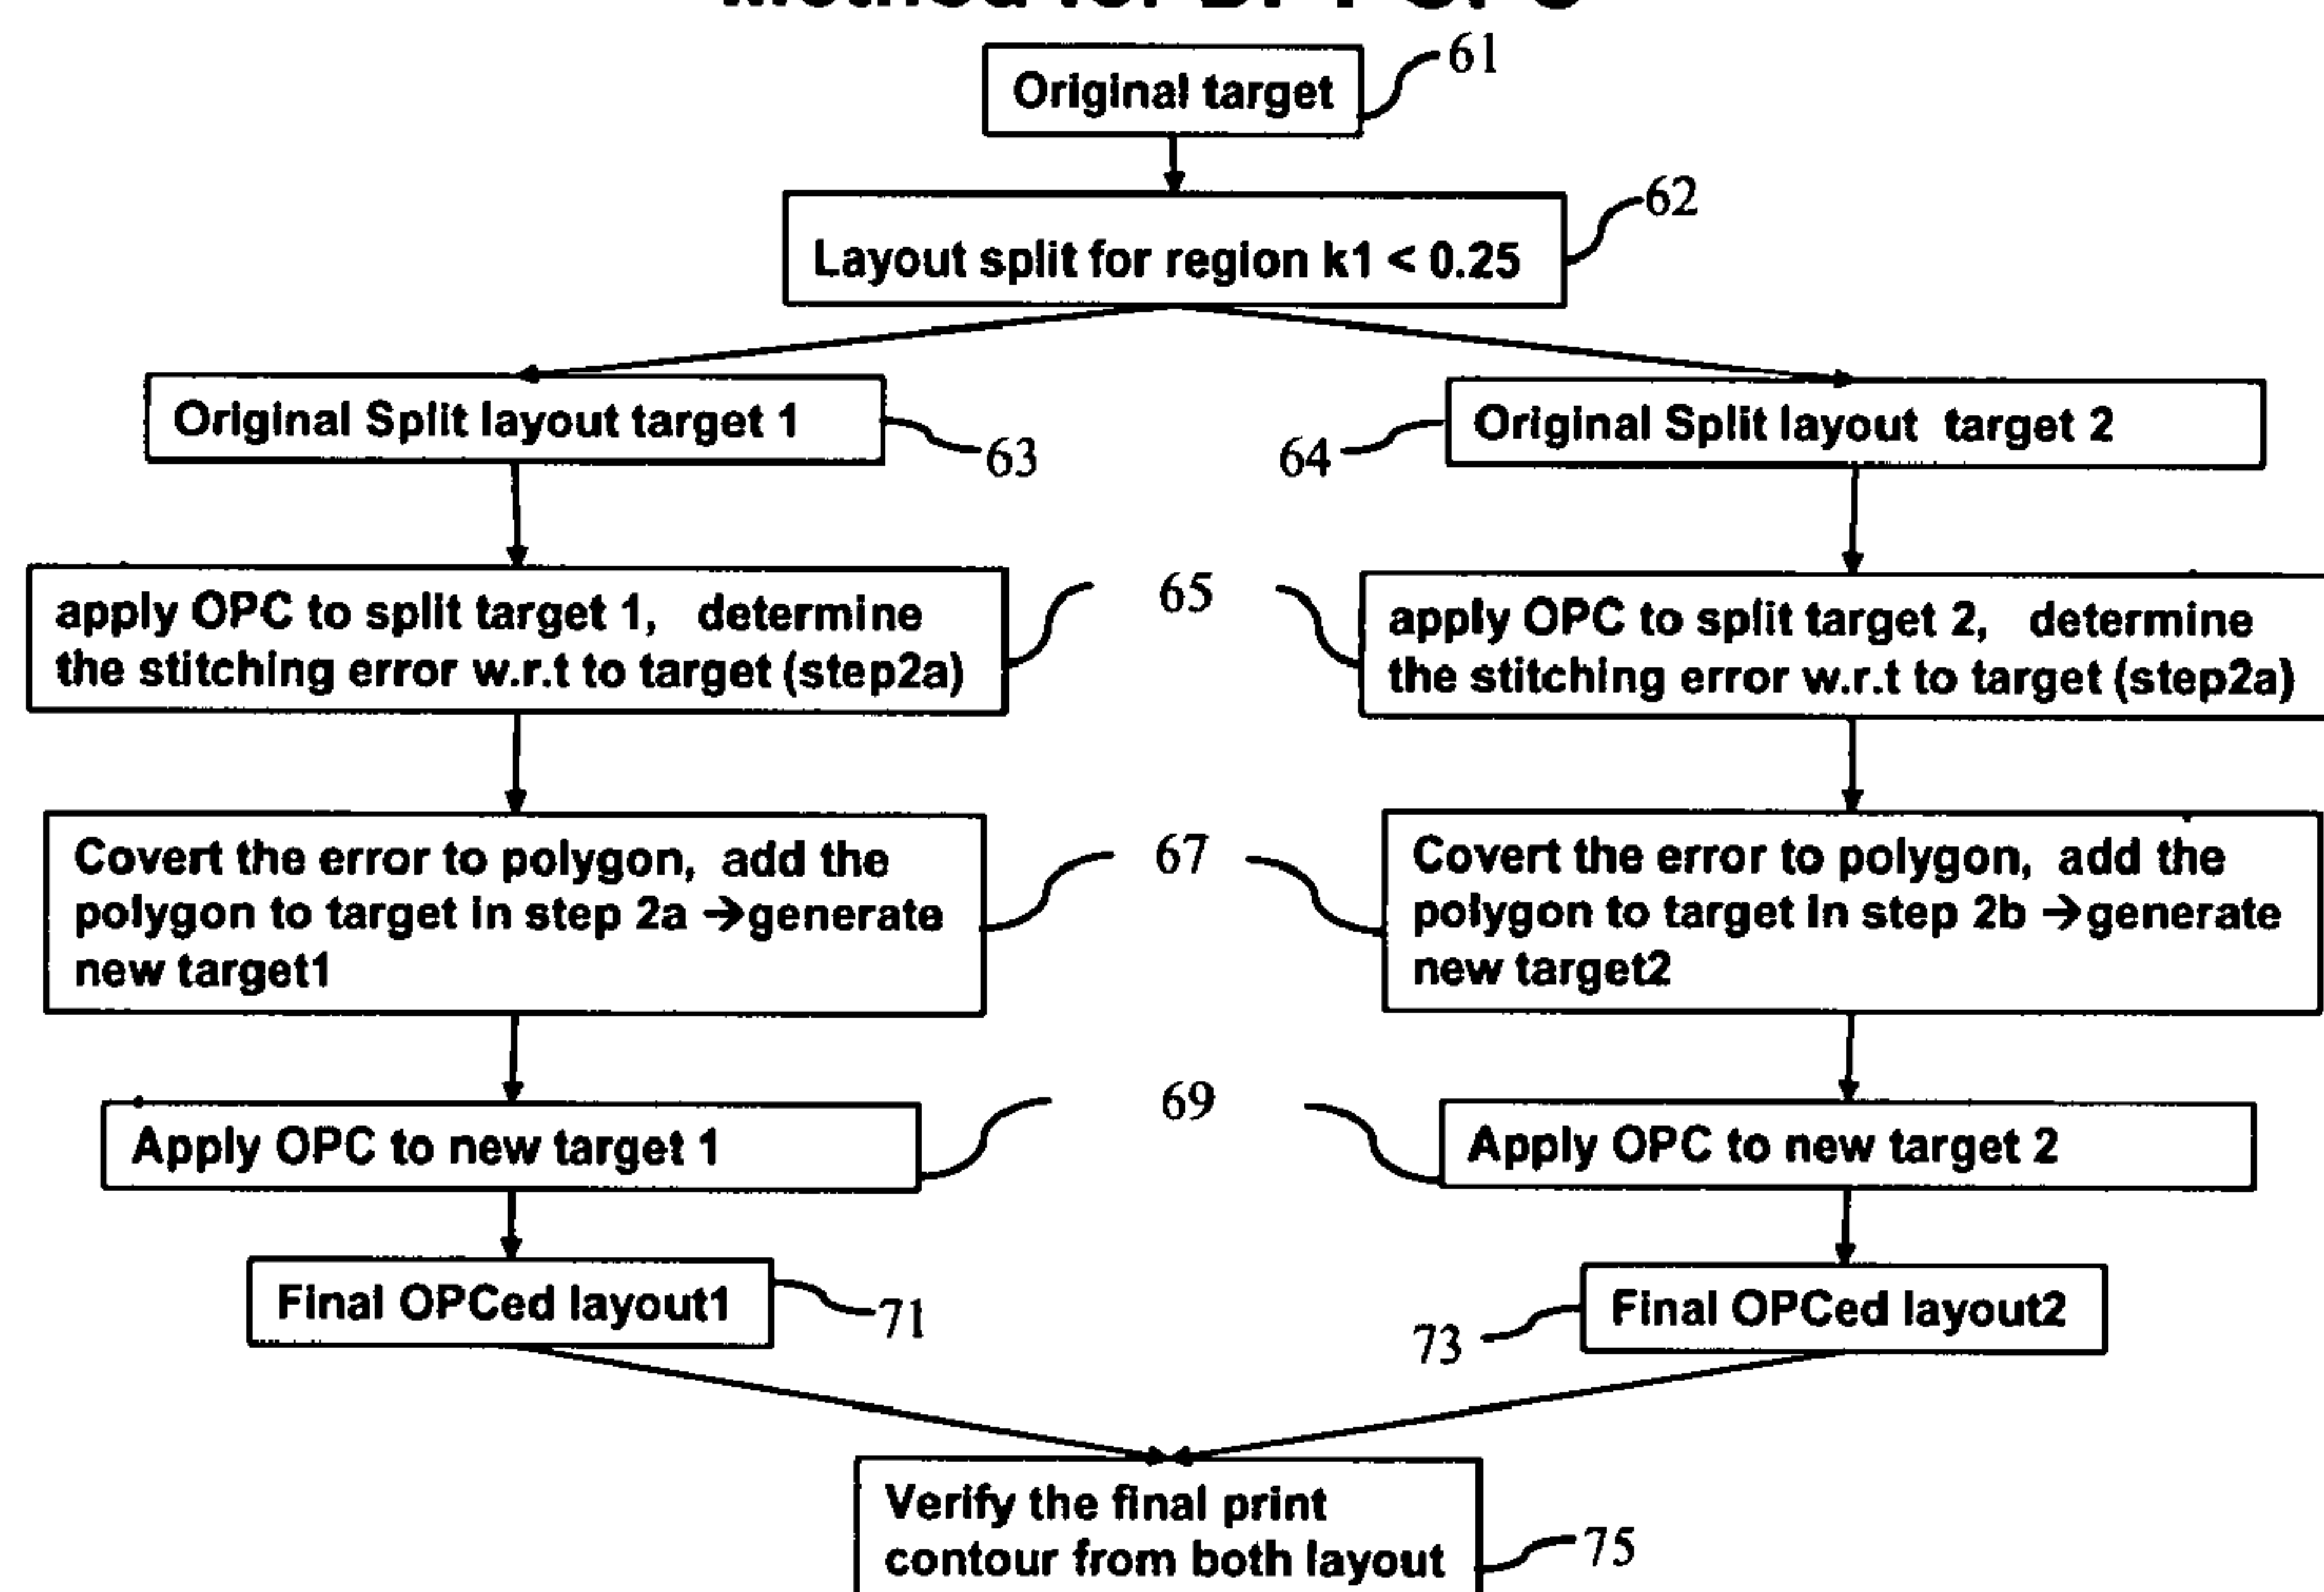 Original target
61
Layout split for region k1 < 0.25
62
Original Split layout target 1
63
64
Original Split layout target 2
apply OPC to split target 1, determine
the stitching error w.r.t to target (step2a)
65
apply OPC to split target 2, determine
the stitching error w.r.t to target (step2a)
Covert the error to polygon, add the
polygon to target in step 2a →generate
new target1
67
Covert the error to polygon, add the
polygon to target in step 2b →generate
new target2
Apply OPC to new target 1
69
Apply OPC to new target 2
Final OPCed layout1
71
73
Final OPCed layout2
Verify the final print
contour from both layout
75